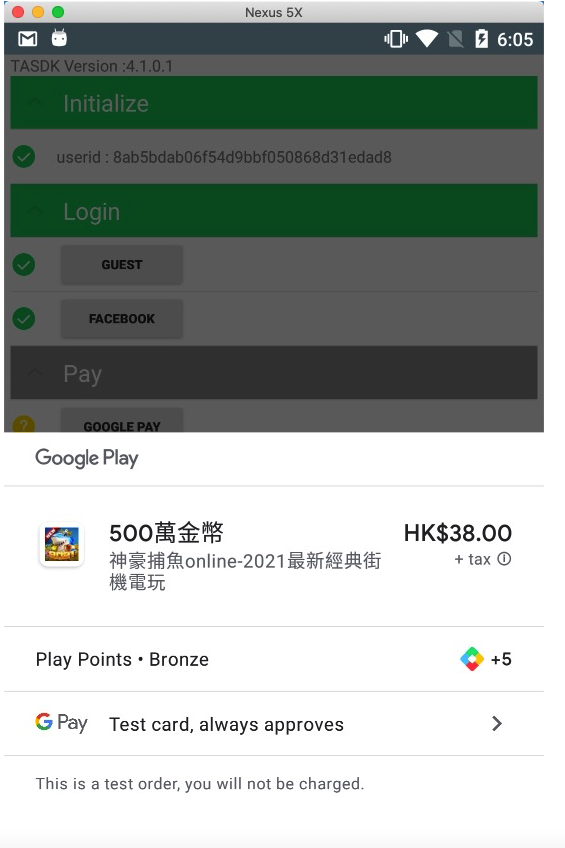 Nexus 5X
6:05
TASDK Version :4.1.0.1
Initialize
userid : 8ab5bdab06f54d9bbf050868d31edad8
Login
GUEST
FACEBOOK
Pay
? GOOGLE PAY
Google Play
500萬金幣 HK$38.00
神豪捕魚online-2021最新經典街 + tax
機電玩
Play Points • Bronze +5
G Pay Test card, always approves
This is a test order, you will not be charged.